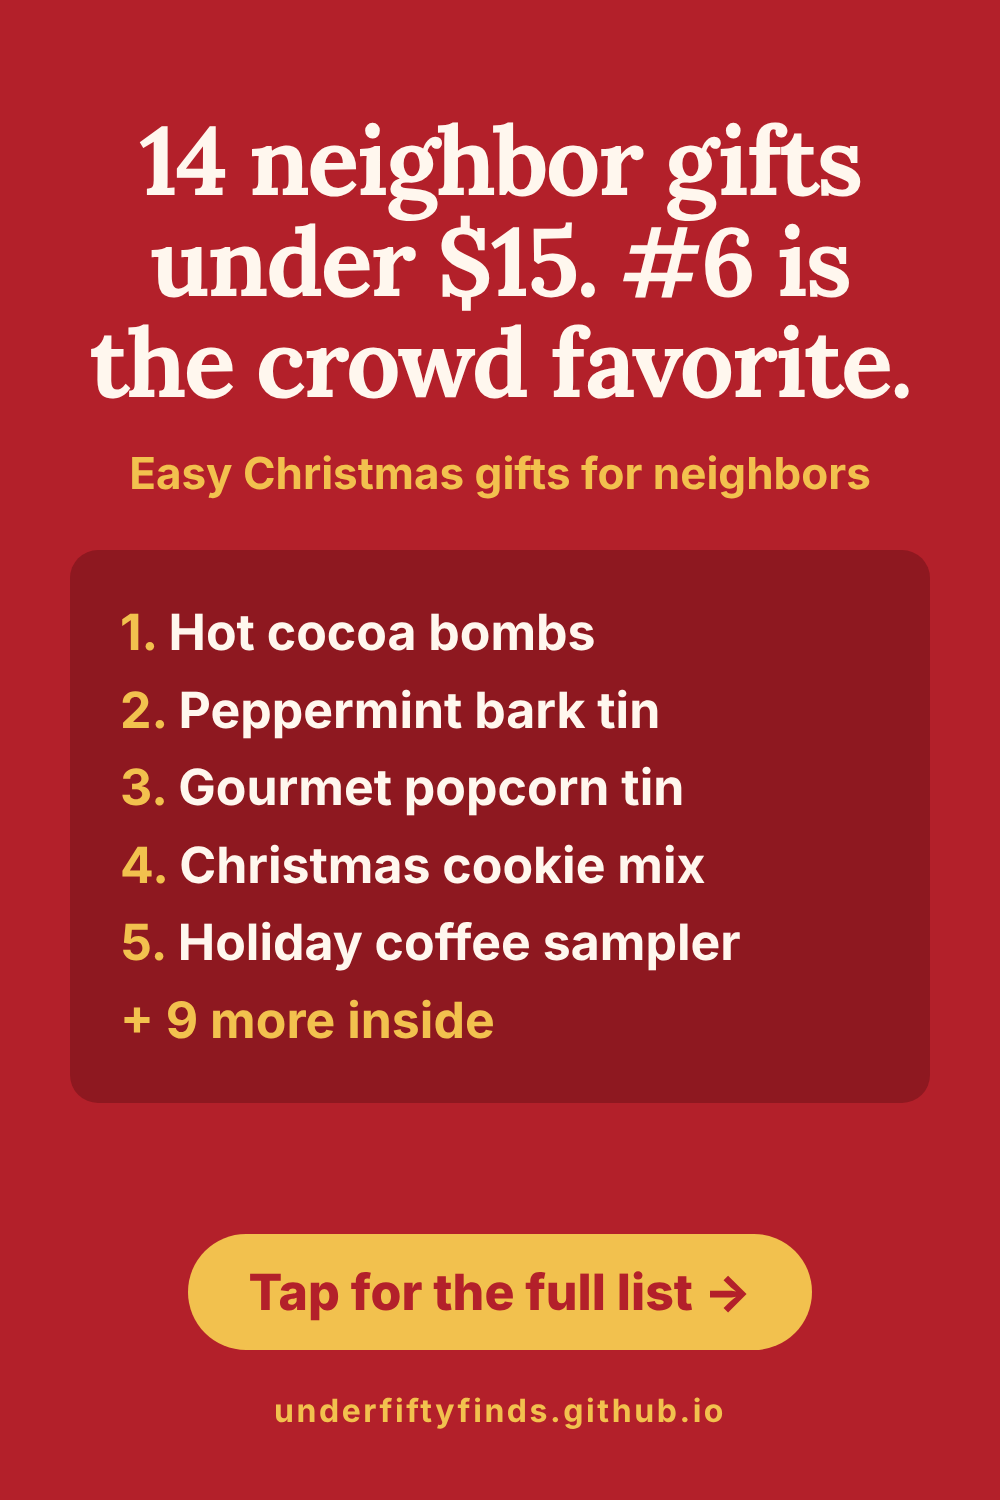 14 neighbor gifts
under $15. #6 is
the crowd favorite.
Easy Christmas gifts for neighbors
1. Hot cocoa bombs
2. Peppermint bark tin
3. Gourmet popcorn tin
4. Christmas cookie mix
5. Holiday coffee sampler
+ 9 more inside
Tap for the full list →
underfiftyfinds.github.io